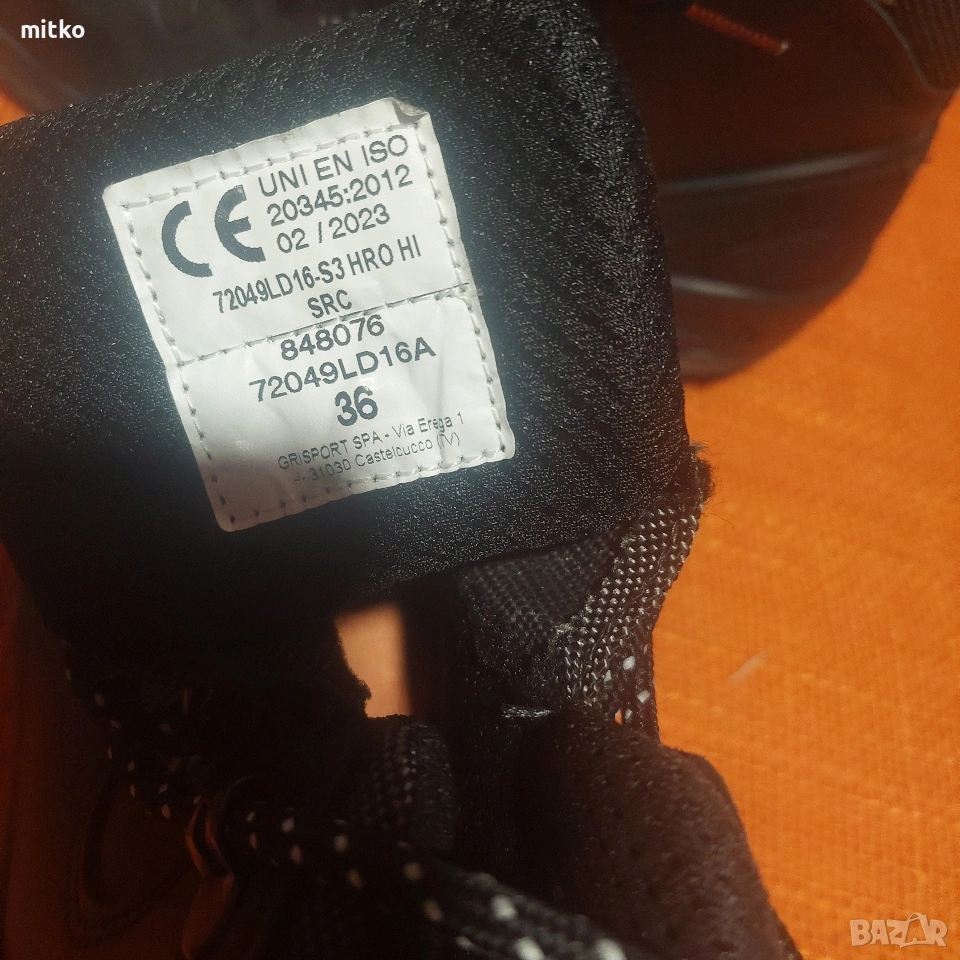 mitko
CE UNI EN ISO
20345:2012
02 / 2023
72049LD16-S3 HRO HI
SRC
848076
72049LD16A
36
GRISPORT SPA - Via Erega 1
31030 Castelcucco (TV)
BAZAR